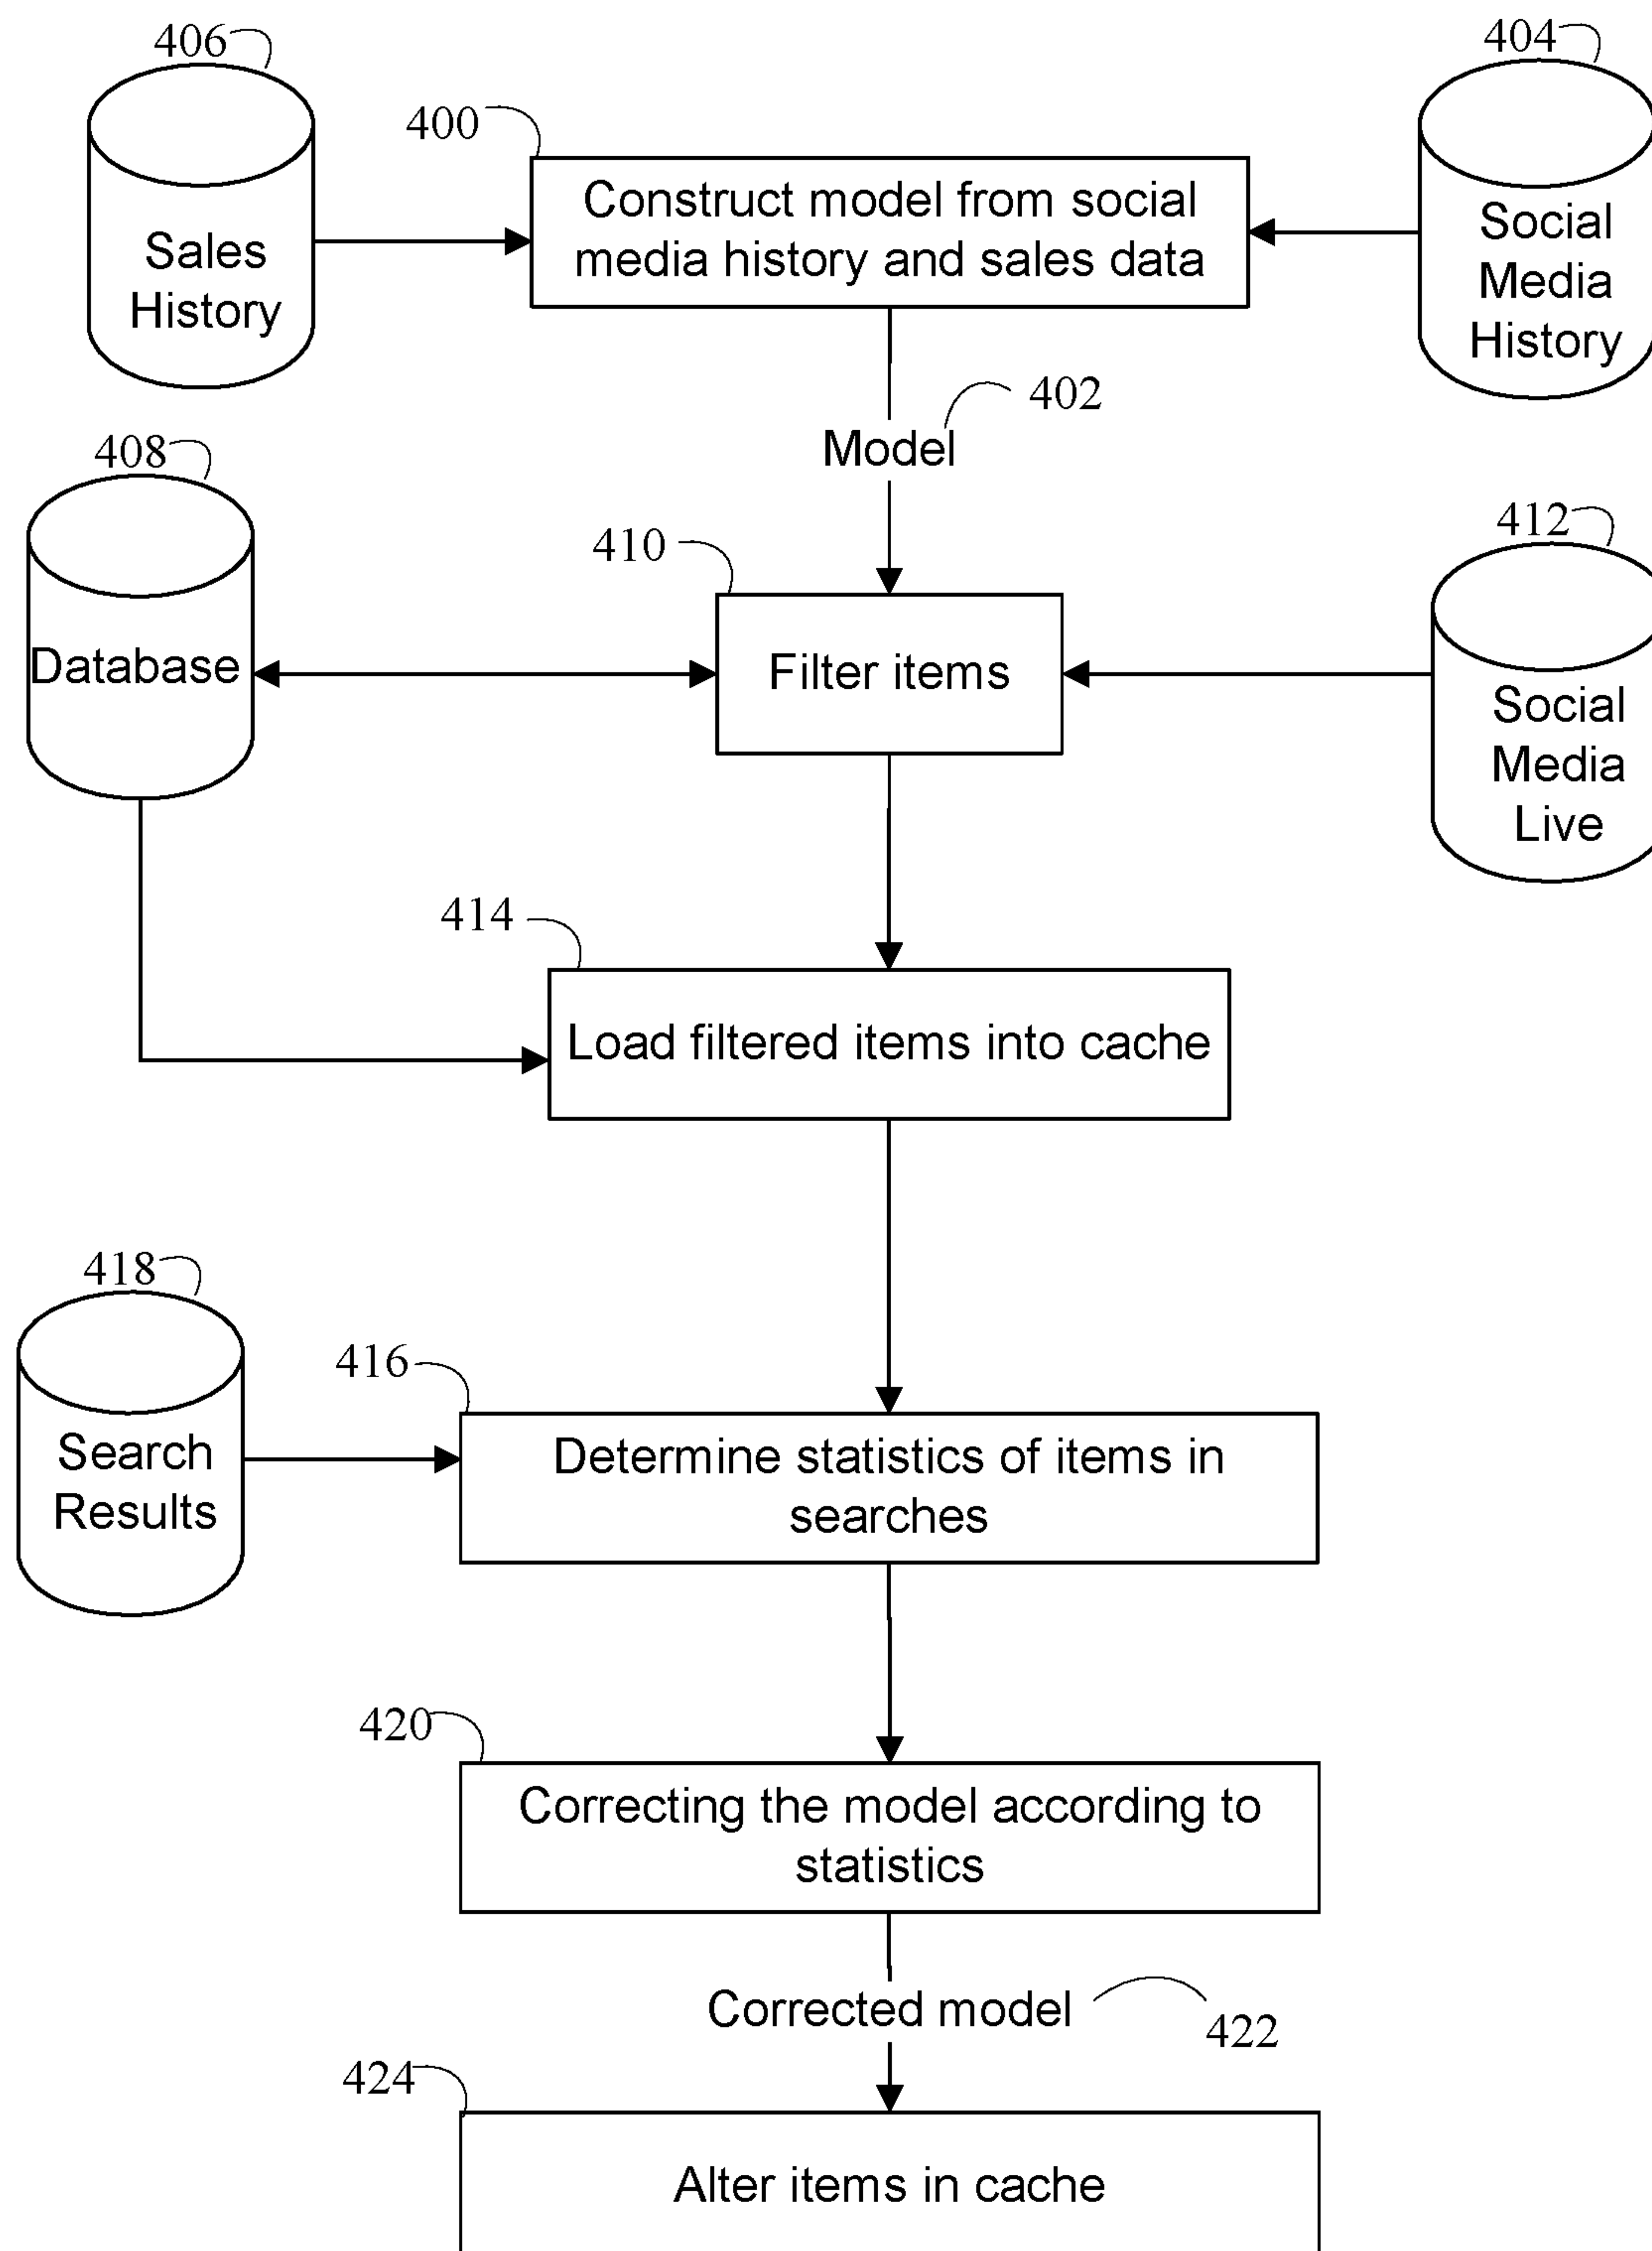 406
404
400
Construct model from social
media history and sales data
Sales
History
Social
Media
History
402
Model
408
412
410
Database
Filter items
Social
Media
Live
414
Load filtered items into cache
418
416
Search
Results
Determine statistics of items in
searches
420
Correcting the model according to
statistics
Corrected model
422
424
Alter items in cache